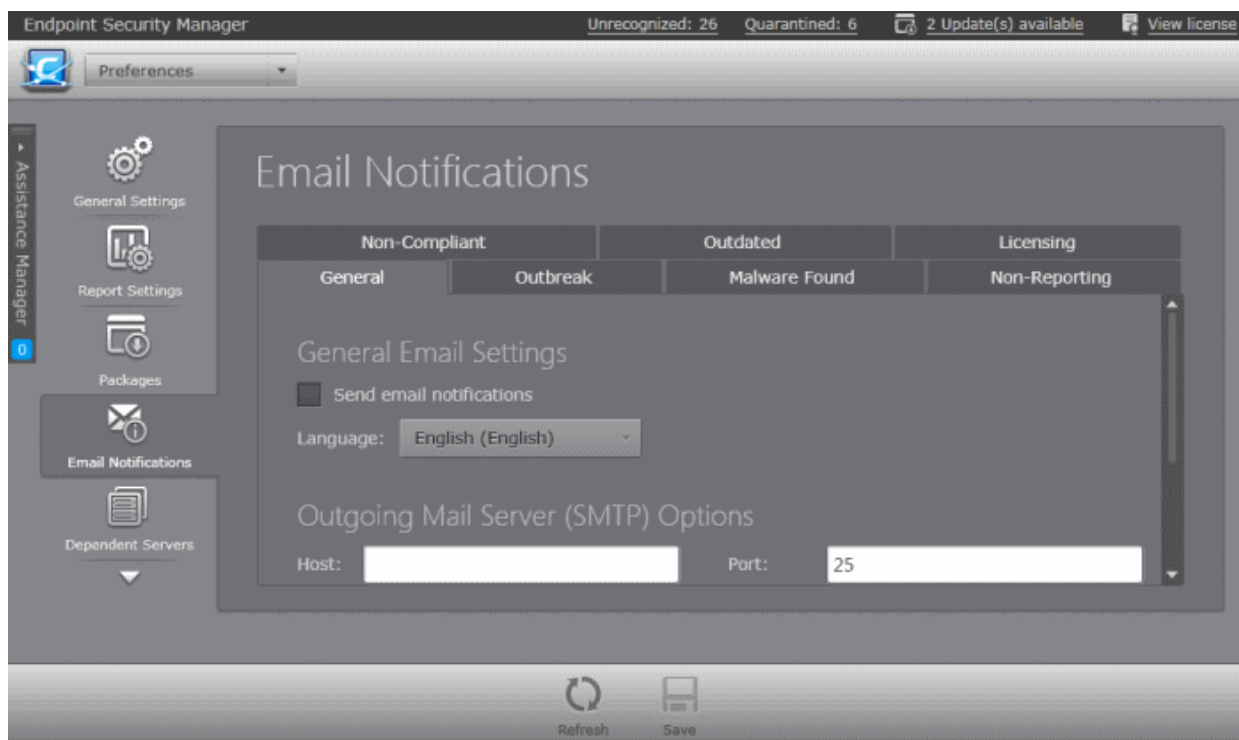 Endpoint Security Manager
Unrecognized: 26 Quarantined: 6 2 Update(s) available View license
Preferences
Assistance Manager
0
General Settings
Report Settings
Packages
Email Notifications
Dependent Servers
Email Notifications
Non-Compliant Outdated Licensing
General Outbreak Malware Found Non-Reporting
General Email Settings
Send email notifications
Language: English (English)
Outgoing Mail Server (SMTP) Options
Host: Port: 25
Refresh Save